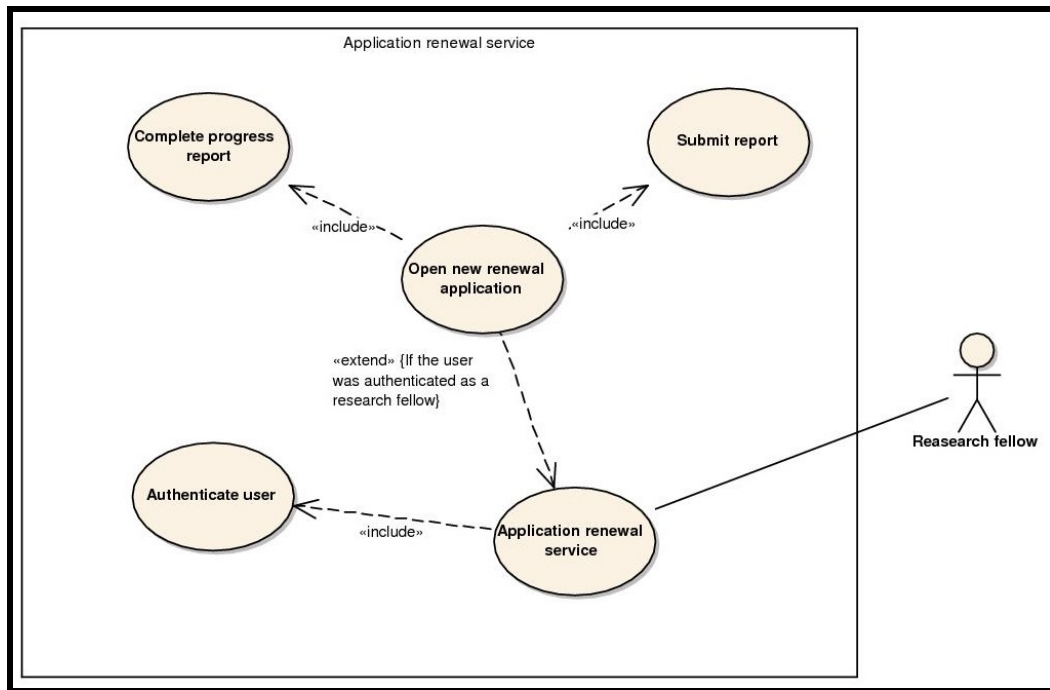 Application renewal service
Complete progress
report
Submit report
«include»
«include»
Open new renewal
application
«extend» {If the user
was authenticated as a
research fellow}
Reasearch fellow
Authenticate user
«include»
Application renewal
service